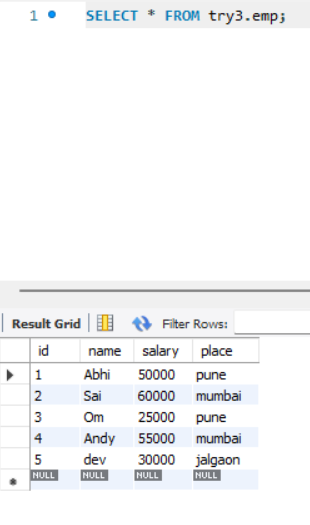 1 SELECT * FROM try3.emp;
Result Grid Filter Rows:
id name salary place
1 Abhi 50000 pune
2 Sai 60000 mumbai
3 Om 25000 pune
4 Andy 55000 mumbai
5 dev 30000 jalgaon
NULL NULL NULL NULL